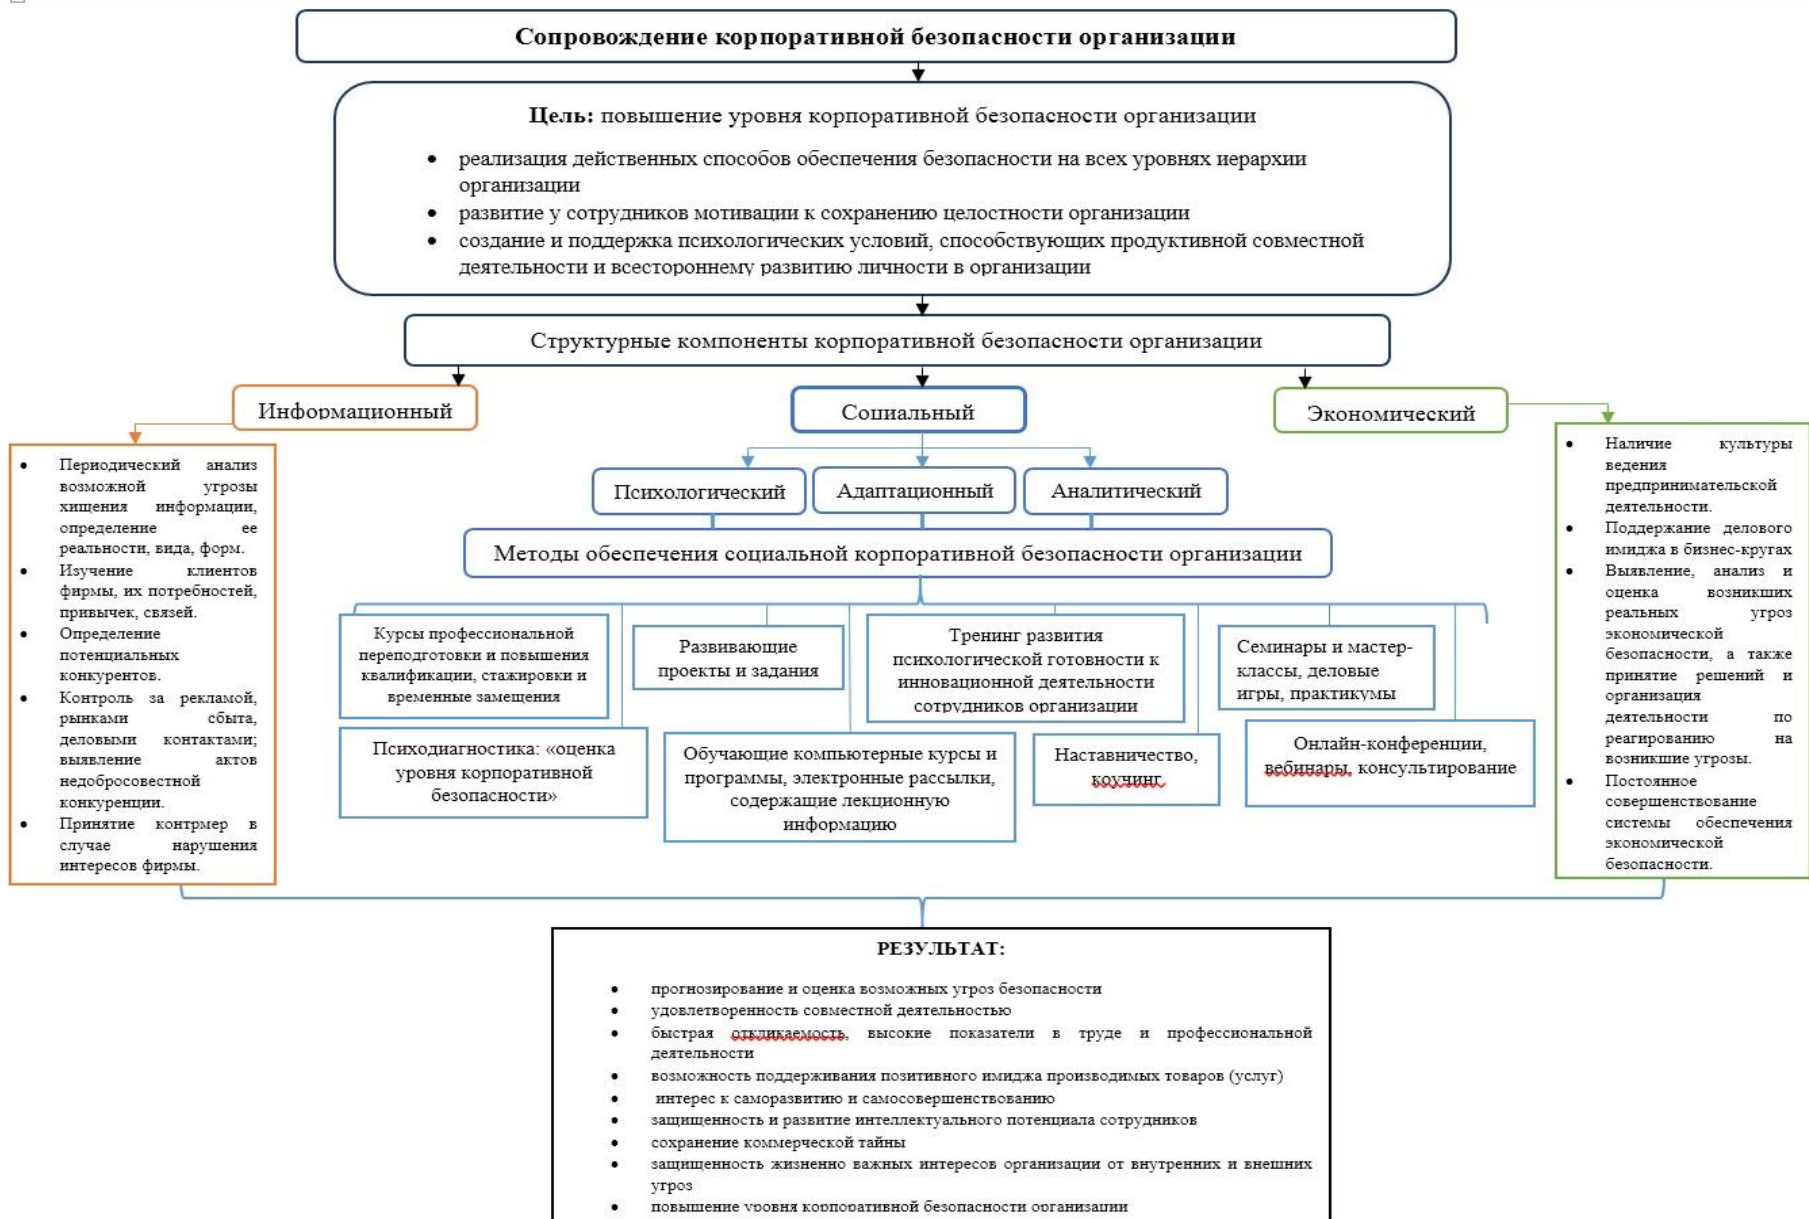 Сопровождение корпоративной безопасности организации
Цель: повышение уровня корпоративной безопасности организации
• реализация действенных способов обеспечения безопасности на всех уровнях иерархии
организации
• развитие у сотрудников мотивации к сохранению целостности организации
• создание и поддержка психологических условий, способствующих продуктивной совместной
деятельности и всестороннему развитию личности в организации
Структурные компоненты корпоративной безопасности организации
Информационный
Социальный
Экономический
• Периодический анализ
возможной угрозы
хищения информации,
определение ее
реальности, вида, форм.
• Изучение клиентов
фирмы, их потребностей,
привычек, связей.
• Определение
потенциальных
конкурентов.
• Контроль за рекламой,
рынками сбыта,
деловыми контактами;
выявление актов
недобросовестной
конкуренции.
• Принятие контрмер в
случае нарушения
интересов фирмы.
Психологический
Адаптационный
Аналитический
Методы обеспечения социальной корпоративной безопасности организации
Курсы профессиональной
переподготовки и повышения
квалификации, стажировки и
временные замещения
Развивающие
проекты и задания
Тренинг развития
психологической готовности к
инновационной деятельности
сотрудников организации
Семинары и мастер-
классы, деловые
игры, практикумы
Психодиагностика: «оценка
уровня корпоративной
безопасности»
Обучающие компьютерные курсы и
программы, электронные рассылки,
содержащие лекционную
информацию
Наставничество,
коучинг
Онлайн-конференции,
вебинары, консультирование
• Наличие культуры
ведения
предпринимательской
деятельности.
• Поддержание делового
имиджа в бизнес-кругах
• Выявление, анализ и
оценка возникших
реальных угроз
экономической
безопасности, а также
принятие решений и
организация
деятельности по
реагированию на
возникшие угрозы.
• Постоянное
совершенствование
системы обеспечения
экономической
безопасности.
РЕЗУЛЬТАТ:
• прогнозирование и оценка возможных угроз безопасности
• удовлетворенность совместной деятельностью
• быстрая откликаемость, высокие показатели в труде и профессиональной
деятельности
• возможность поддерживания позитивного имиджа производимых товаров (услуг)
• интерес к саморазвитию и самосовершенствованию
• защищенность и развитие интеллектуального потенциала сотрудников
• сохранение коммерческой тайны
• защищенность жизненно важных интересов организации от внутренних и внешних
угроз
• повышение уровня корпоративной безопасности организации